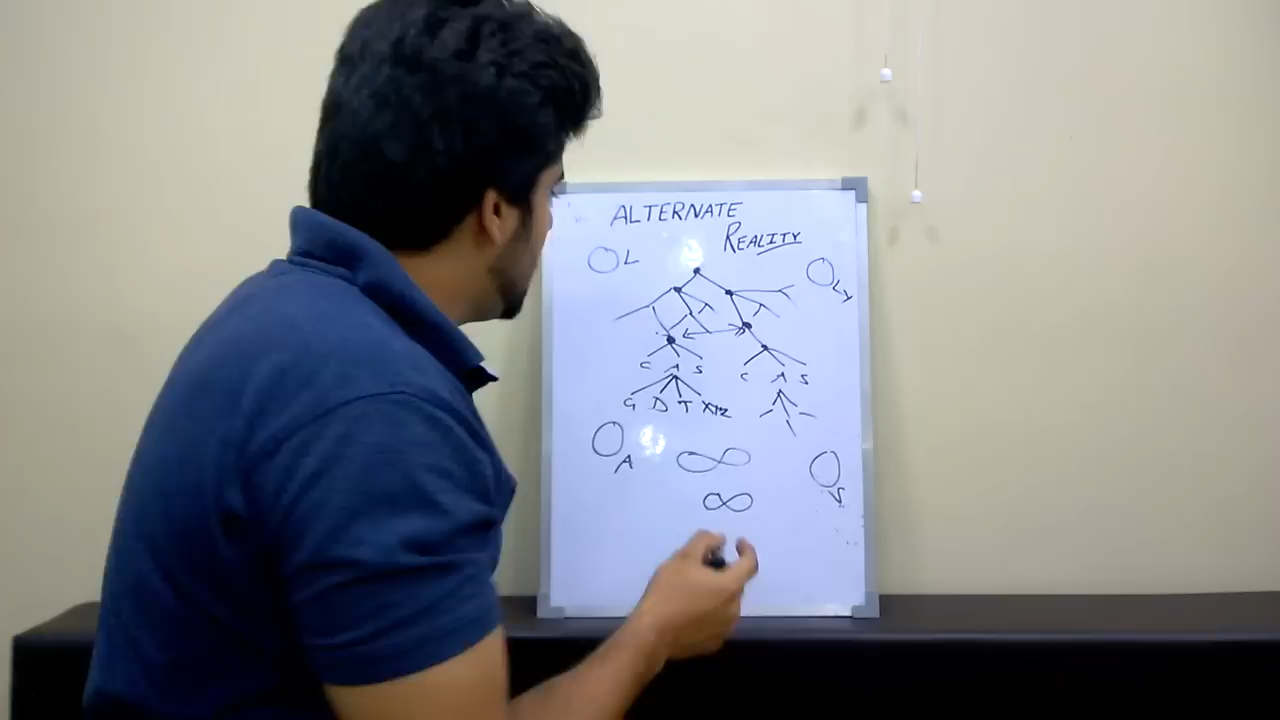 ALTERNATE
REALITY
L
LY
C A S
C A S
G D T XYZ
A
∞
∞